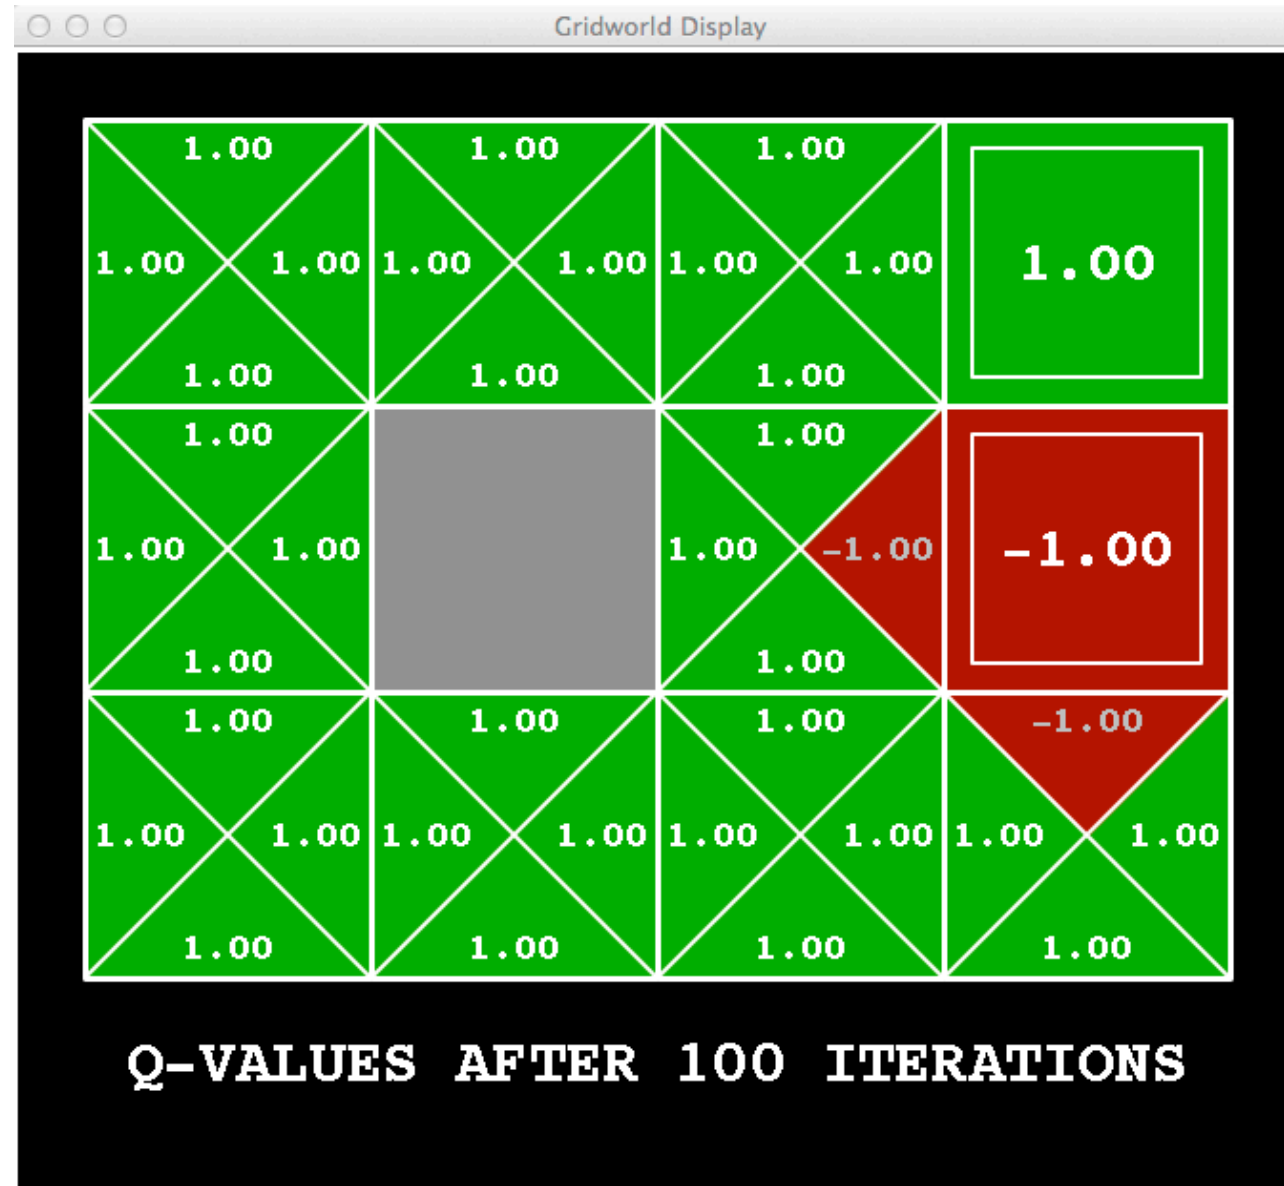 Gridworld Display
1.00 1.00 1.00
1.00 1.00 1.00 1.00 1.00 1.00 1.00
1.00 1.00 1.00
1.00 1.00
1.00 1.00 1.00 -1.00 -1.00
1.00 1.00
1.00 1.00 1.00 -1.00
1.00 1.00 1.00 1.00 1.00 1.00 1.00 1.00
1.00 1.00 1.00 1.00
Q-VALUES AFTER 100 ITERATIONS